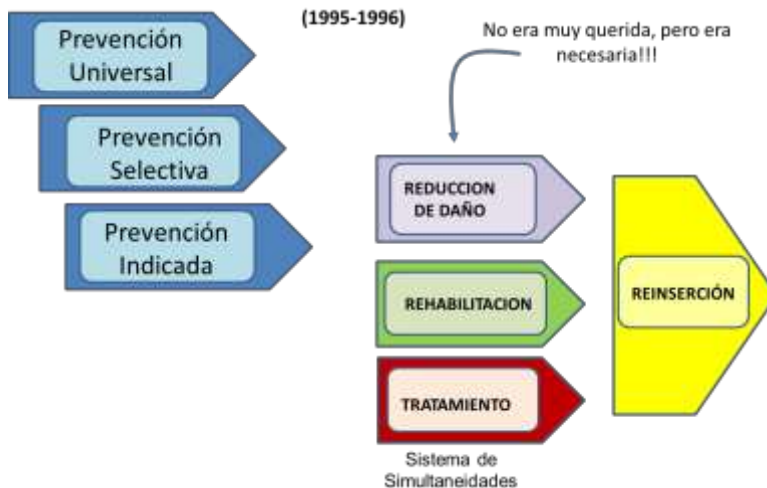 (1995-1996)
Prevención
Universal
No era muy querida, pero era
necesaria!!!
Prevención
Selectiva
Prevención
Indicada
REDUCCION
DE DAÑO
REHABILITACION
REINSERCIÓN
TRATAMIENTO
Sistema de
Simultaneidades